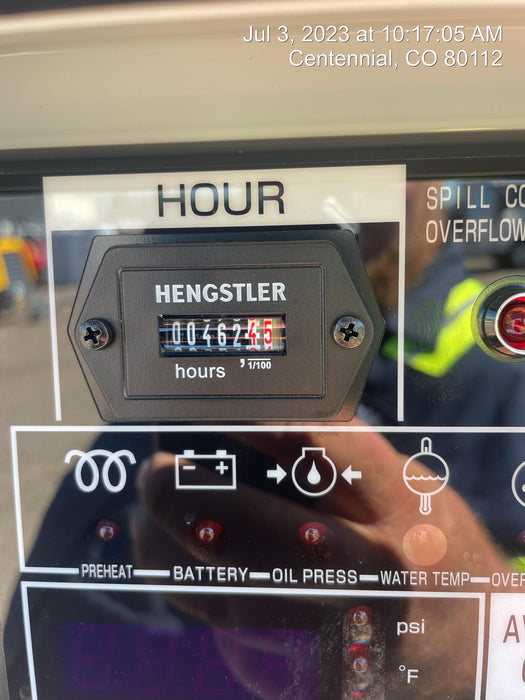 Jul 3, 2023 at 10:17:05 AM
Centennial, CO 80112
HOUR
SPILL CO
OVERFLOW
HENGSTLER
0046245
hours ,1/100
- +
PREHEAT BATTERY OIL PRESS WATER TEMP OVER
psi
°F
A